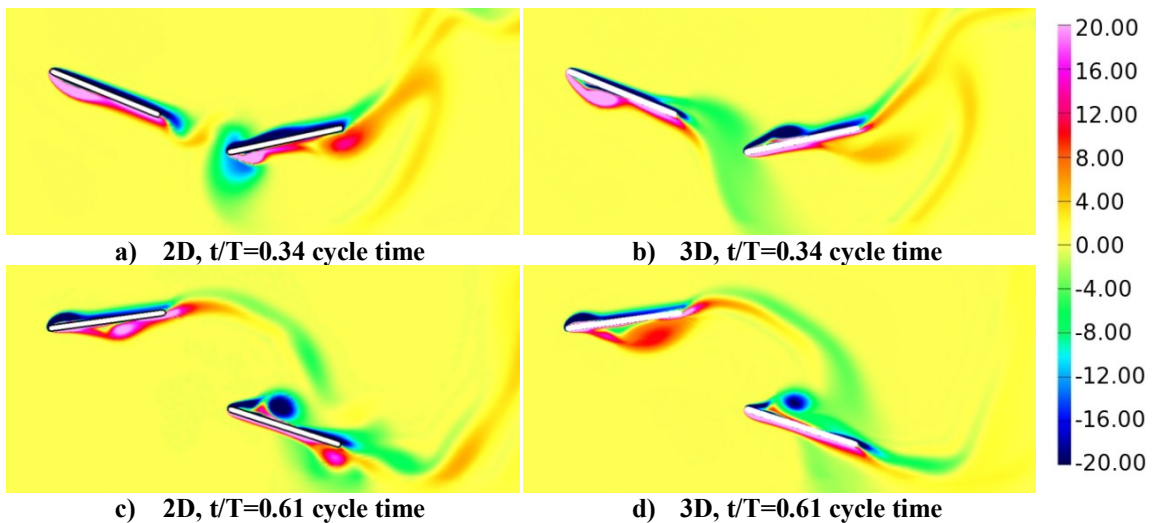 20.00
16.00
12.00
8.00
4.00
0.00
-4.00
-8.00
-12.00
-16.00
-20.00
a) 2D, t/T=0.34 cycle time
b) 3D, t/T=0.34 cycle time
c) 2D, t/T=0.61 cycle time
d) 3D, t/T=0.61 cycle time